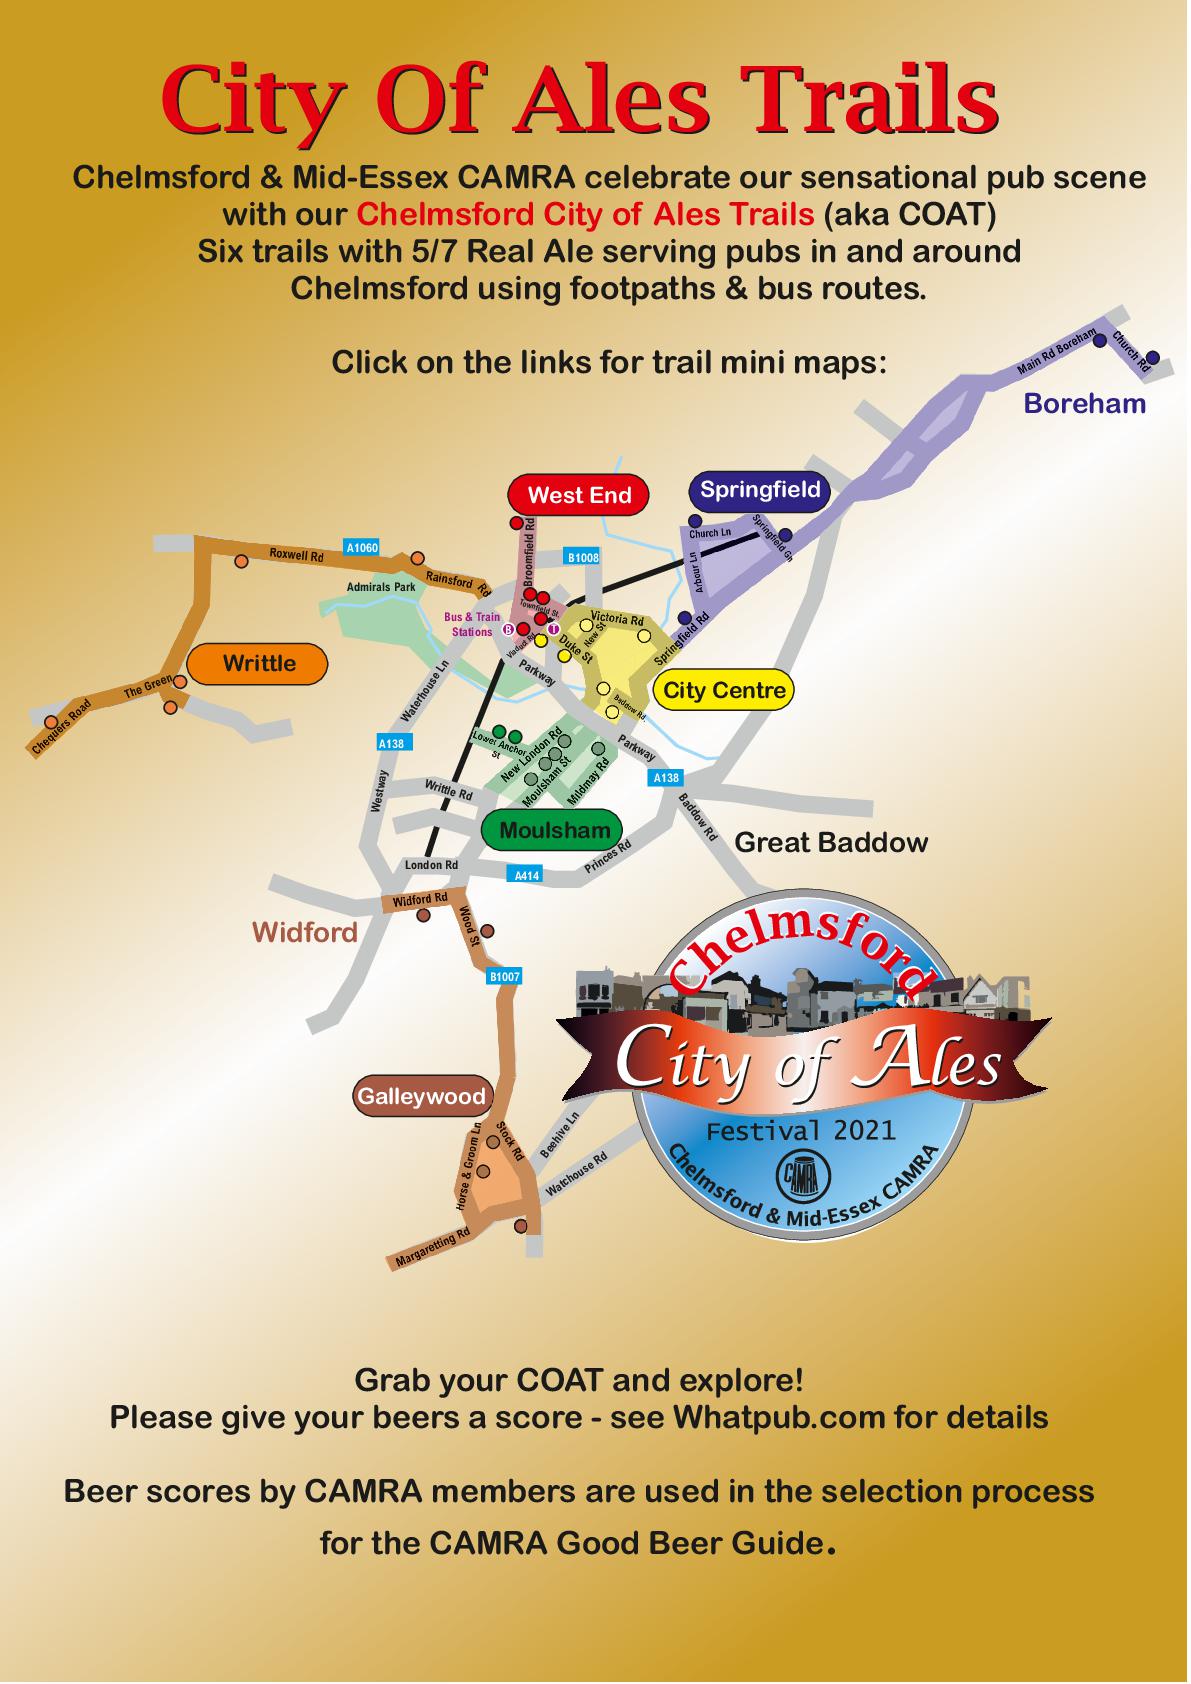 City Of Ales Trails
Chelmsford & Mid-Essex CAMRA celebrate our sensational pub scene
with our Chelmsford City of Ales Trails (aka COAT)
Six trails with 5/7 Real Ale serving pubs in and around
Chelmsford using footpaths & bus routes.
Click on the links for trail mini maps:
Main Rd Boreham
Church Rd
Boreham
West End
Springfield
Church Ln
Springfield Gn
Arbour Ln
Broomfield Rd
B1008
Roxwell Rd
A1060
Rainsford Rd
Admirals Park
Townfield St.
Bus & Train
Stations
B
T
Victoria Rd
New St
Duke St
Viaduct Rd
Springfield Rd
Parkway
Writtle
The Green
Chequers Road
Waterhouse Ln
City Centre
Baddow Rd.
A138
Lower Anchor
St
New London Rd
Moulsham St
Mildmay Rd
Parkway
A138
Westway
Writtle Rd
Baddow Rd
Moulsham
Great Baddow
London Rd
A414
Princes Rd
Widford Rd
Wood St
Widford
B1007
Galleywood
Horse & Groom Ln
Stock Rd
Beehive Ln
Watchouse Rd
Margaretting Rd
Chelmsford
City of Ales
Festival 2021
CAMRA
Chelmsford & Mid-Essex CAMRA
Grab your COAT and explore!
Please give your beers a score - see Whatpub.com for details
Beer scores by CAMRA members are used in the selection process
for the CAMRA Good Beer Guide.